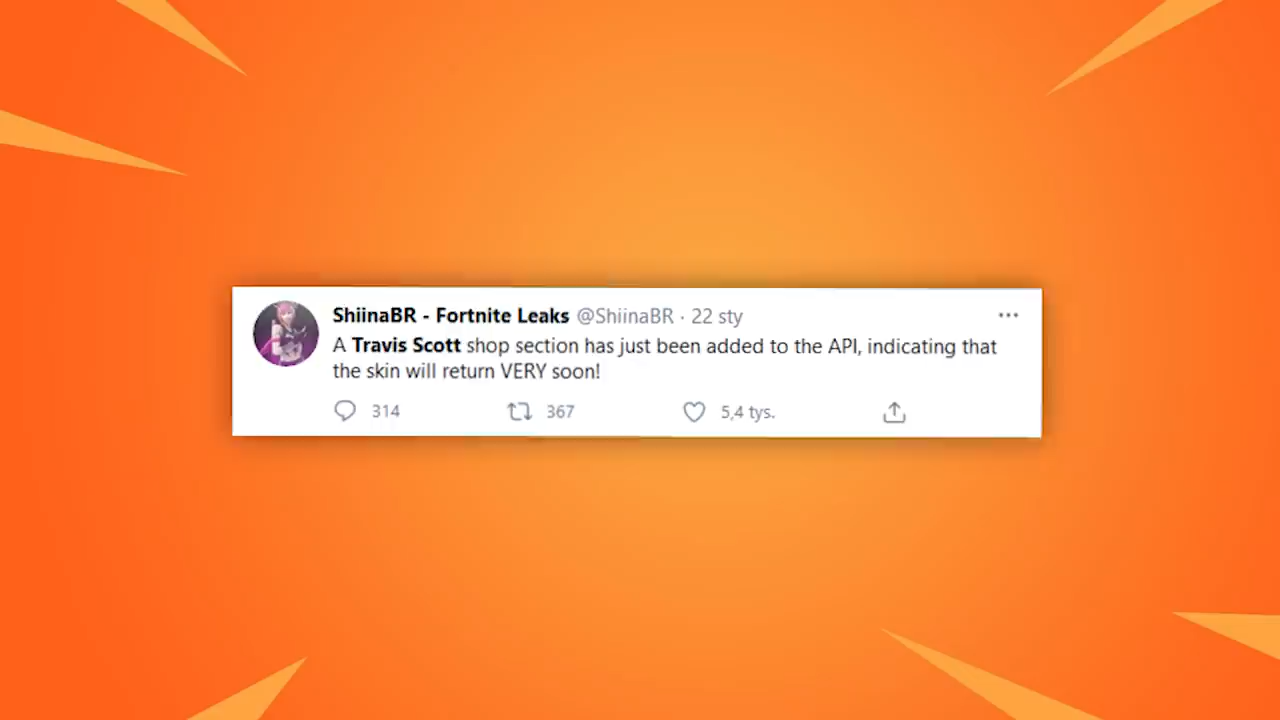 ShiinaBR - Fortnite Leaks @ShiinaBR · 22 sty
A Travis Scott shop section has just been added to the API, indicating that
the skin will return VERY soon!
314 367 5,4 tys.